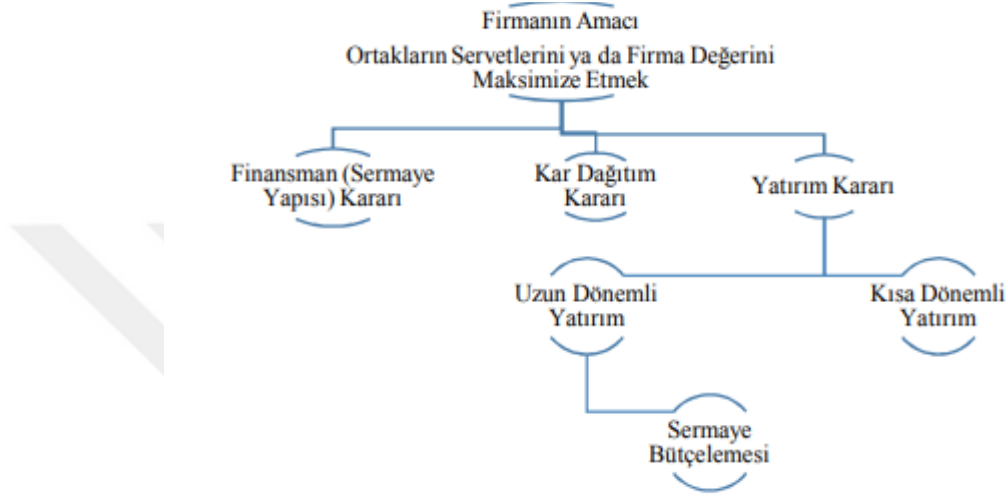 Firmanın Amacı
Ortakların Servetlerini ya da Firma Değerini
Maksimize Etmek
Finansman (Sermaye
Yapısı) Kararı
Kar Dağıtım
Kararı
Yatırım Kararı
Uzun Dönemli
Yatırım
Kısa Dönemli
Yatırım
Sermaye
Bütçelemesi